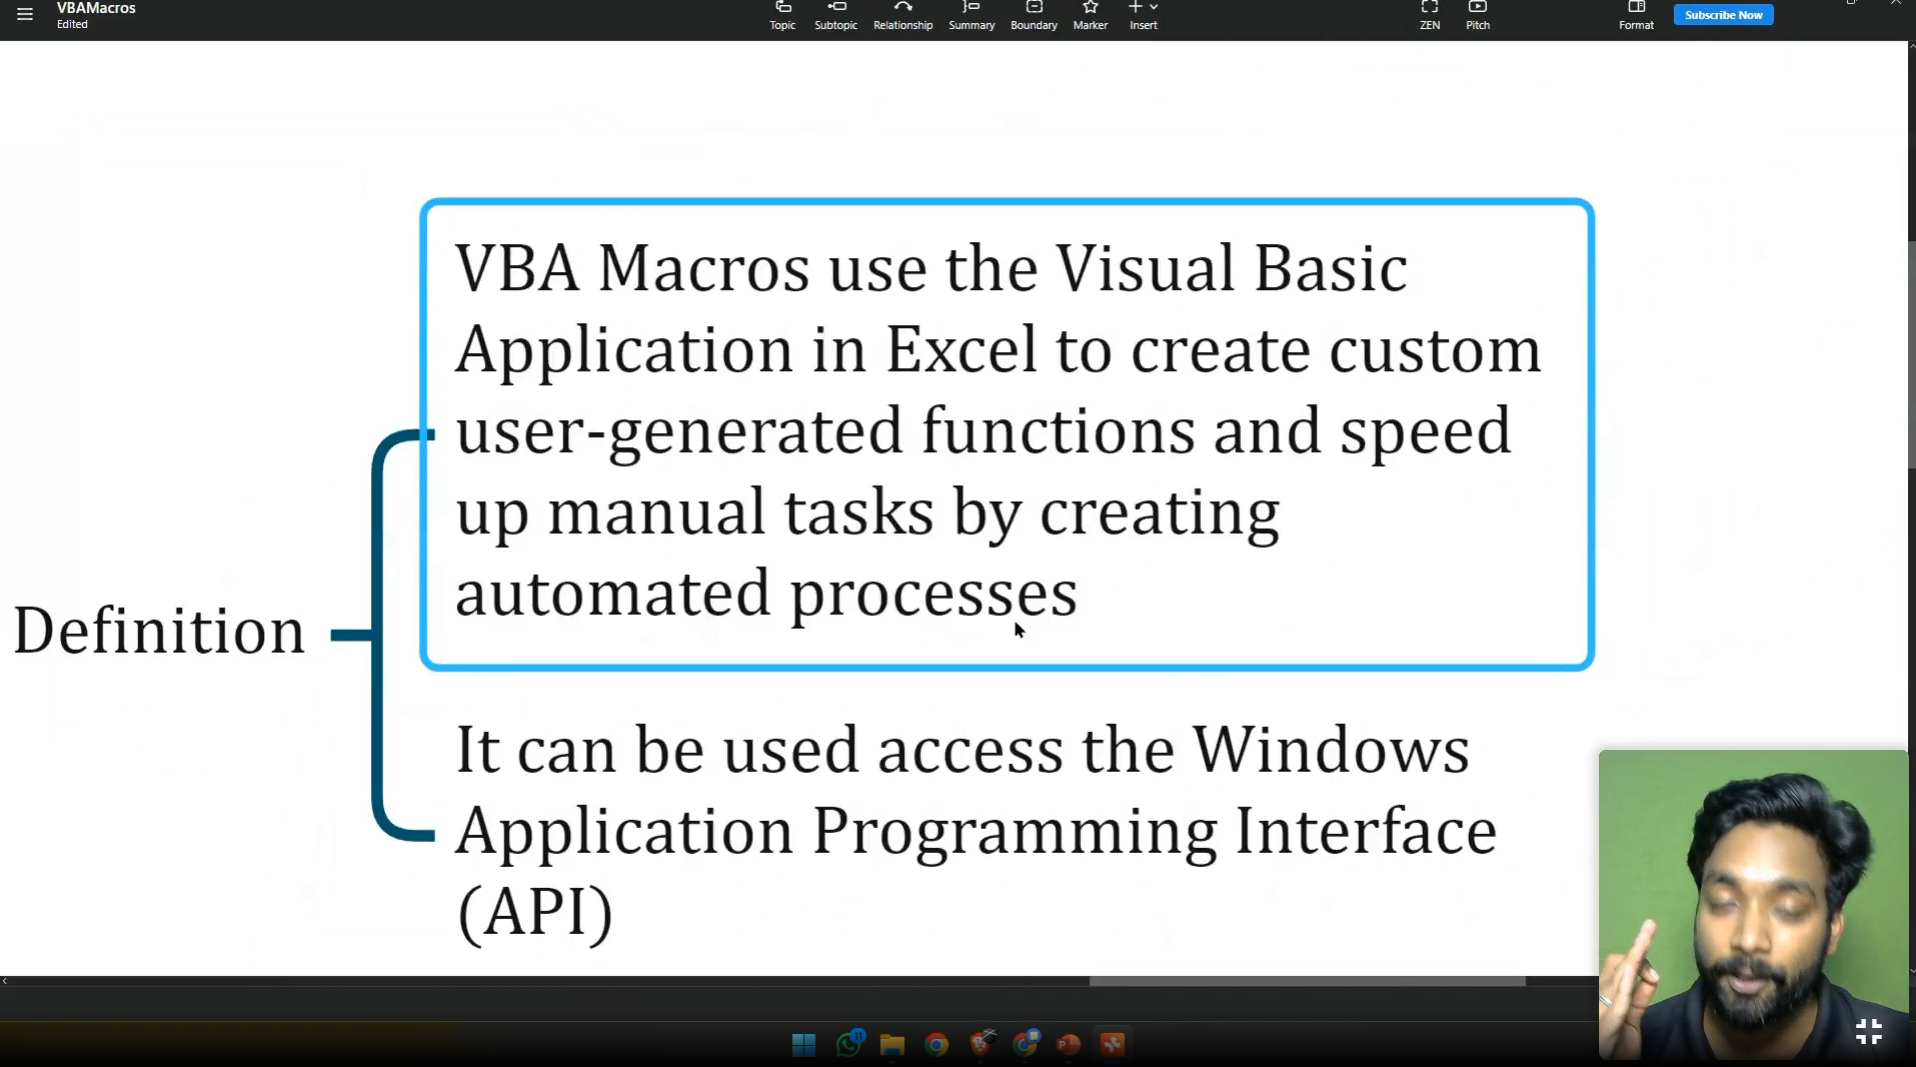 VBAMacros
Edited
Topic
Subtopic
Relationship
Summary
Boundary
Marker
Insert
ZEN
Pitch
Format
Subscribe Now
VBA Macros use the Visual Basic
Application in Excel to create custom
user-generated functions and speed
up manual tasks by creating
automated processes
Definition
It can be used access the Windows
Application Programming Interface
(API)